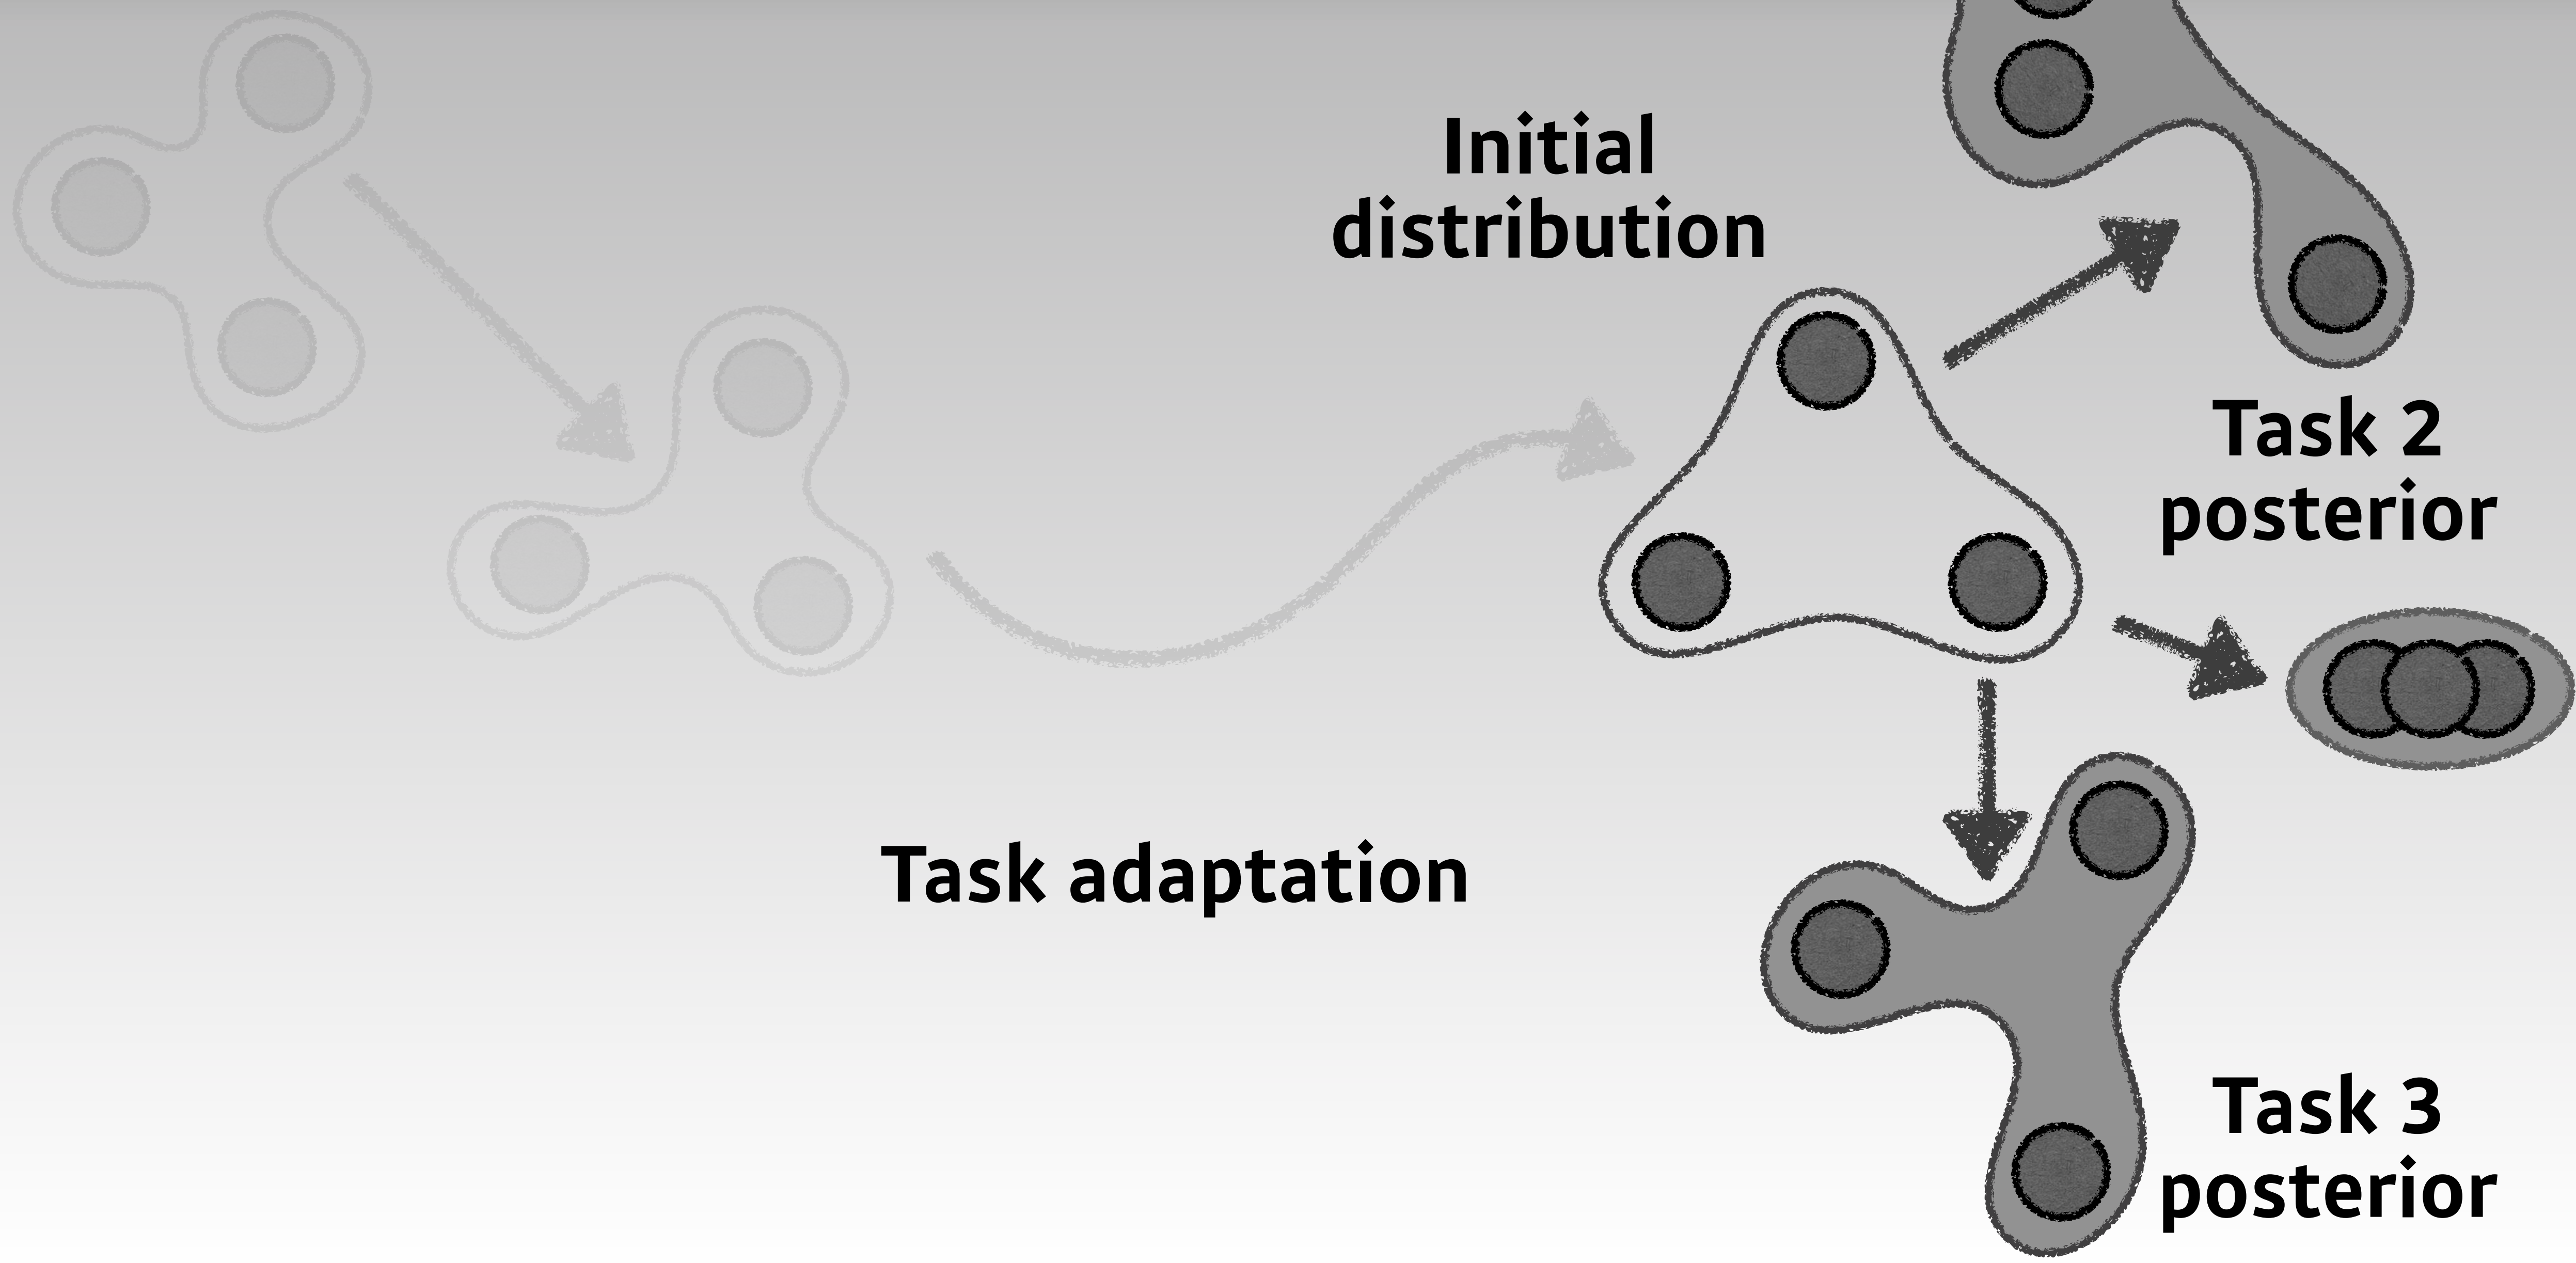 Initial
distribution
Task 2
posterior
Task adaptation
Task 3
posterior